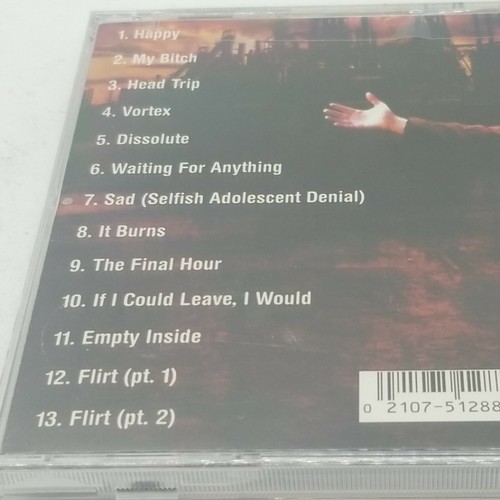 1. Happy
2. My Bitch
3. Head Trip
4. Vortex
5. Dissolute
6. Waiting For Anything
7. Sad (Selfish Adolescent Denial)
8. It Burns
9. The Final Hour
10. If I Could Leave, I Would
11. Empty Inside
12. Flirt (pt. 1)
13. Flirt (pt. 2)
0 2107-51288